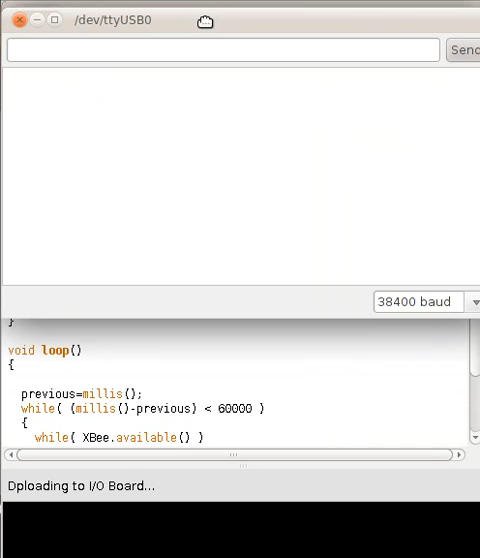 /dev/ttyUSB0
Send
38400 baud
}
void loop()
{
previous=millis();
while( (millis()-previous) < 60000 )
{
while( XBee.available() )
Dploading to I/O Board...